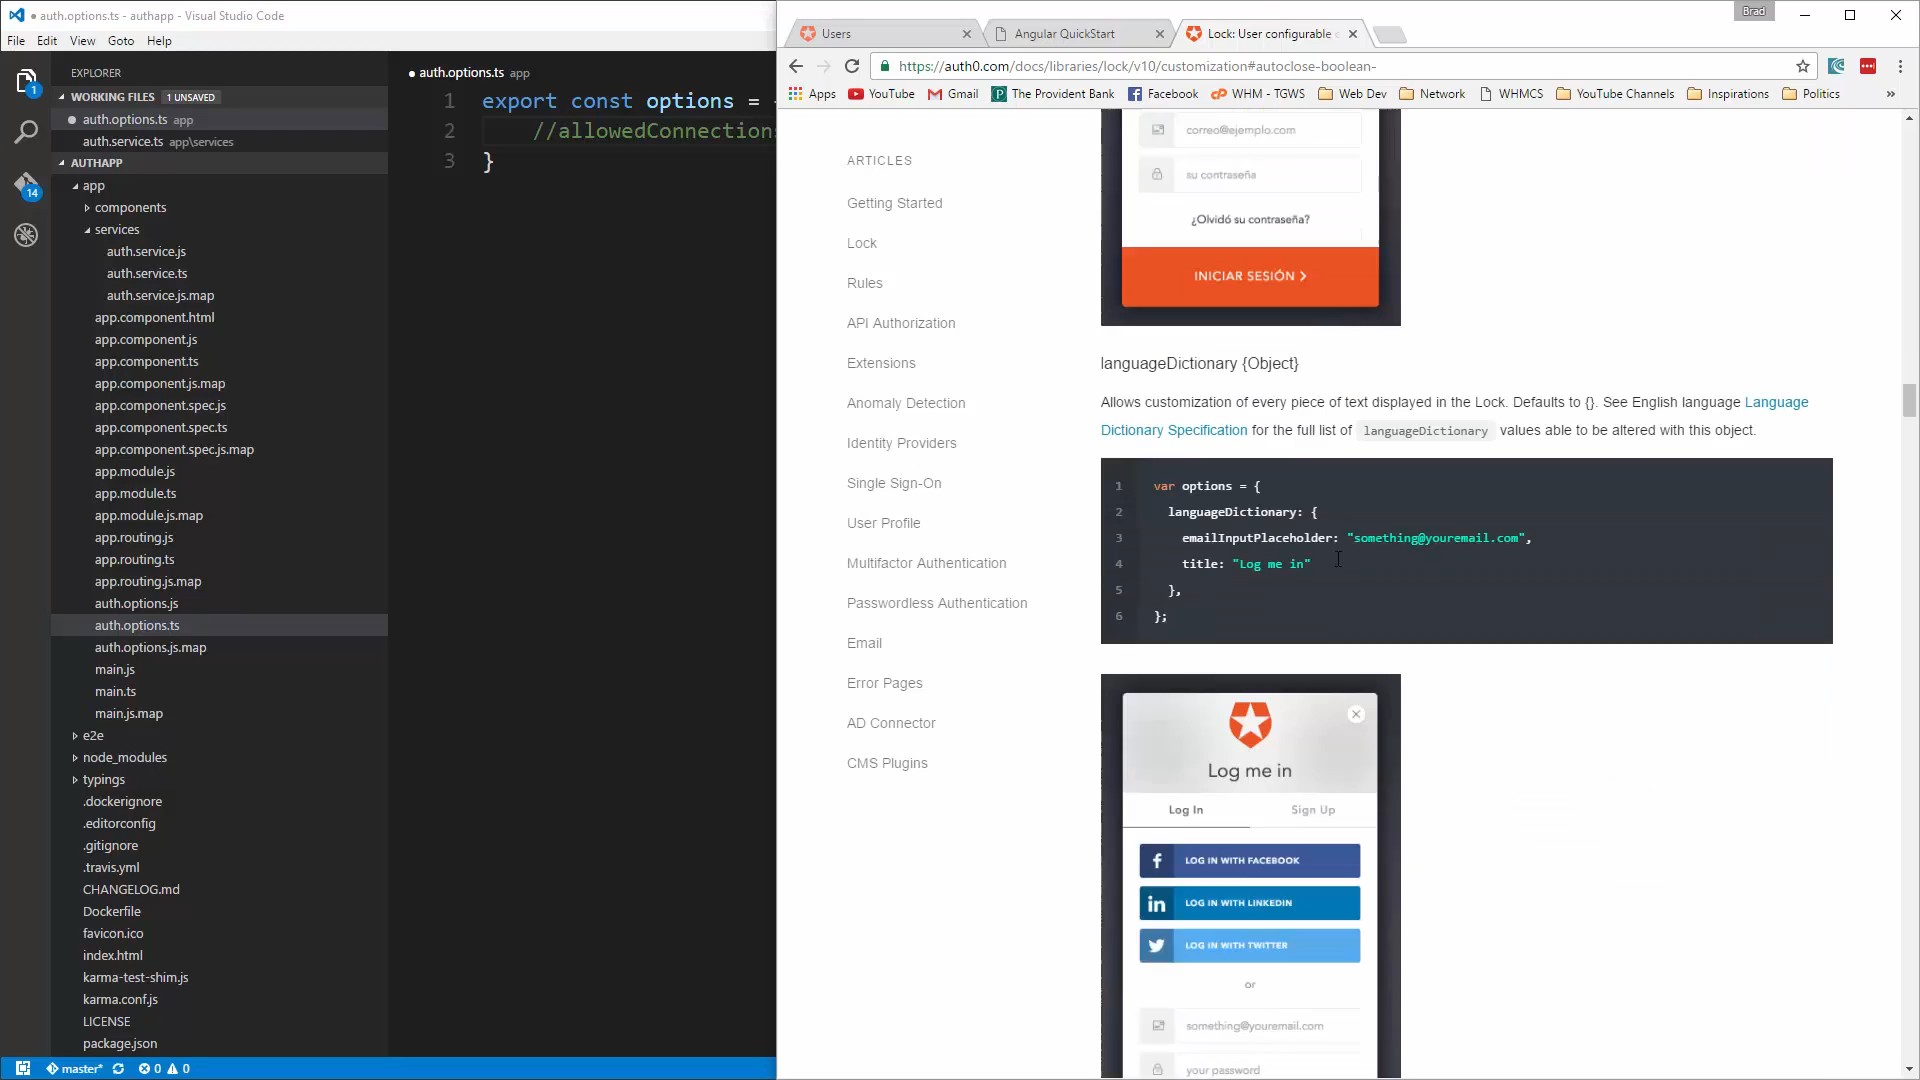 auth.options.ts - authapp - Visual Studio Code
File Edit View Goto Help
EXPLORER
WORKING FILES 1 UNSAVED
auth.options.ts app
auth.service.ts app\services
AUTHAPP
app
components
services
auth.service.js
auth.service.ts
auth.service.js.map
app.component.html
app.component.js
app.component.ts
app.component.js.map
app.component.spec.js
app.component.spec.ts
app.component.spec.js.map
app.module.js
app.module.ts
app.module.js.map
app.routing.js
app.routing.ts
app.routing.js.map
auth.options.js
auth.options.ts
auth.options.js.map
main.js
main.ts
main.js.map
e2e
node_modules
typings
.dockerignore
.editorconfig
.gitignore
.travis.yml
CHANGELOG.md
Dockerfile
favicon.ico
index.html
karma-test-shim.js
karma.conf.js
LICENSE
package.json
1
14
master* 0 0
auth.options.ts app
1 export const options =
2 //allowedConnections
3 }
Brad
Users
Angular QuickStart
Lock: User configurable
https://auth0.com/docs/libraries/lock/v10/customization#autoclose-boolean-
Apps YouTube Gmail The Provident Bank Facebook WHM - TGWS Web Dev Network WHMCS YouTube Channels Inspirations Politics »
ARTICLES
Getting Started
Lock
Rules
API Authorization
Extensions
Anomaly Detection
Identity Providers
Single Sign-On
User Profile
Multifactor Authentication
Passwordless Authentication
Email
Error Pages
AD Connector
CMS Plugins
correo@ejemplo.com
su contraseña
¿Olvidó su contraseña?
INICIAR SESIÓN
languageDictionary {Object}
Allows customization of every piece of text displayed in the Lock. Defaults to {}. See English language Language
Dictionary Specification for the full list of languageDictionary values able to be altered with this object.
1 var options = {
2 languageDictionary: {
3 emailInputPlaceholder: "something@youremail.com",
4 title: "Log me in"
5 },
6 };
Log me in
Log In Sign Up
LOG IN WITH FACEBOOK
LOG IN WITH LINKEDIN
LOG IN WITH TWITTER
or
something@youremail.com
your password